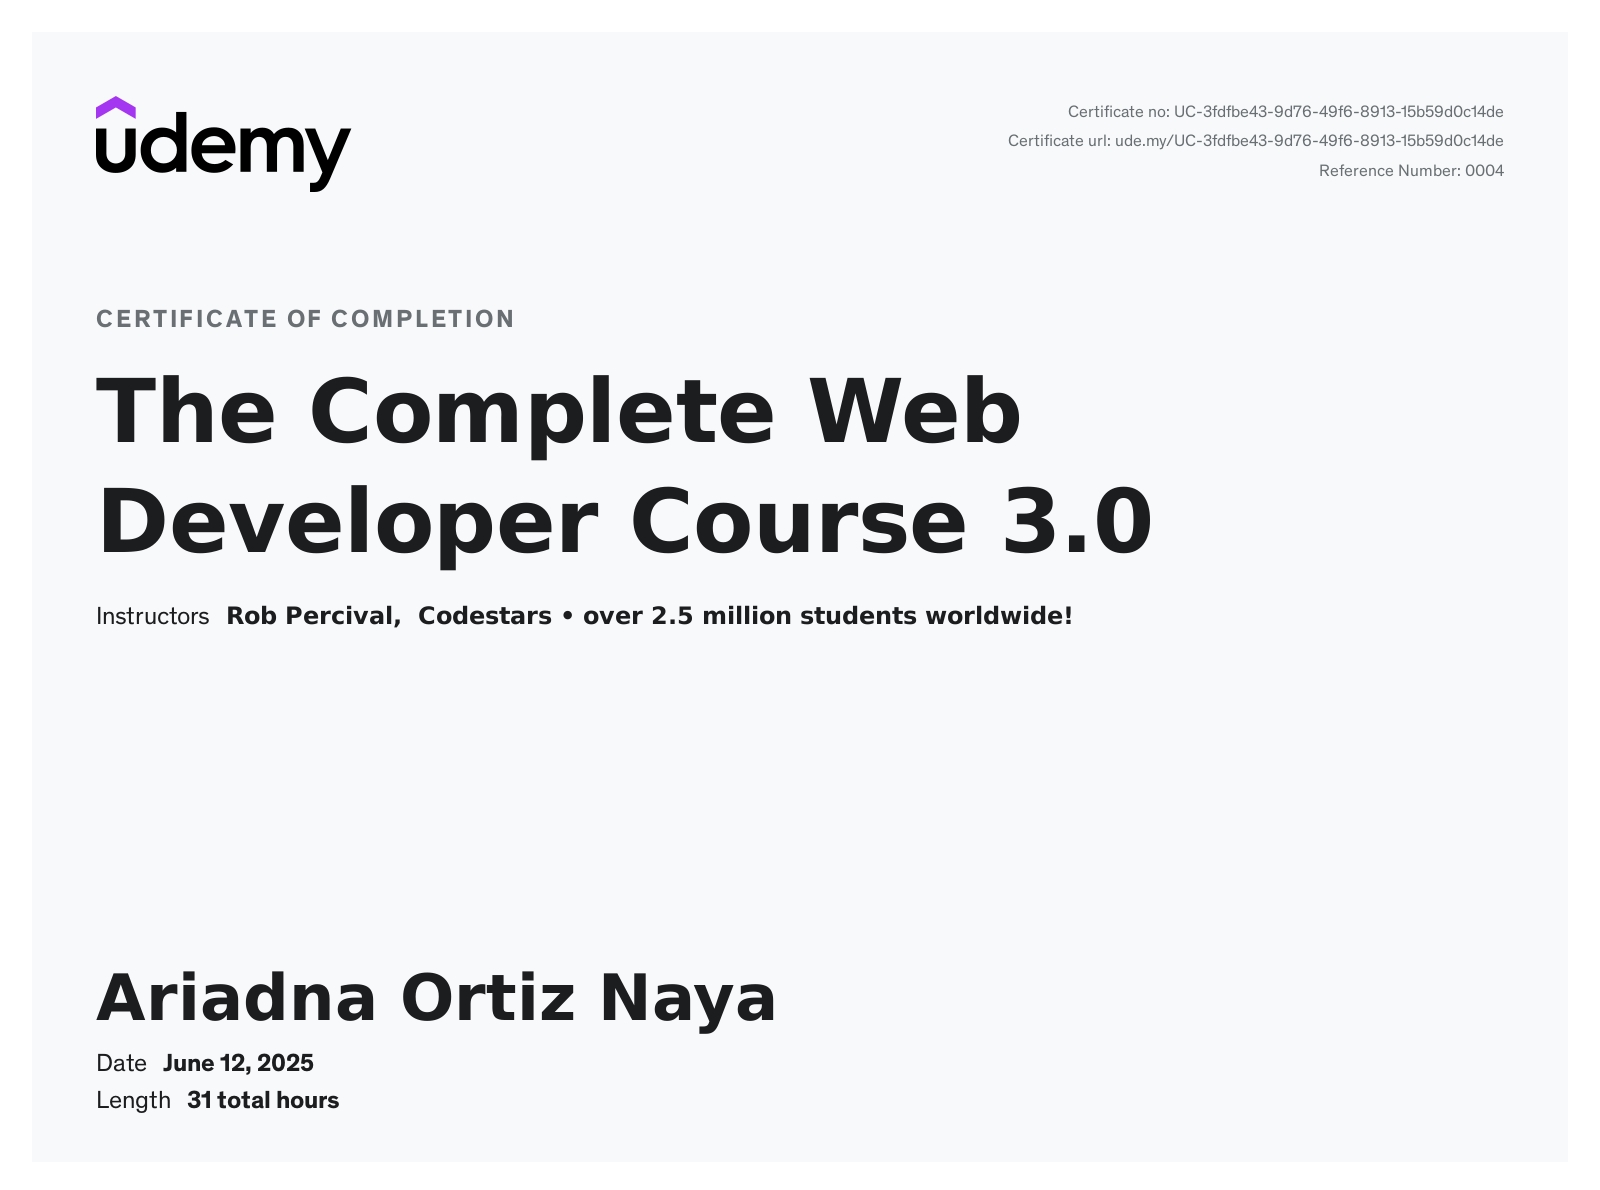 udemy
Certificate no: UC-3fdfbe43-9d76-49f6-8913-15b59d0c14de
Certificate url: ude.my/UC-3fdfbe43-9d76-49f6-8913-15b59d0c14de
Reference Number: 0004
CERTIFICATE OF COMPLETION
The Complete Web
Developer Course 3.0
Instructors Rob Percival, Codestars • over 2.5 million students worldwide!
Ariadna Ortiz Naya
Date June 12, 2025
Length 31 total hours